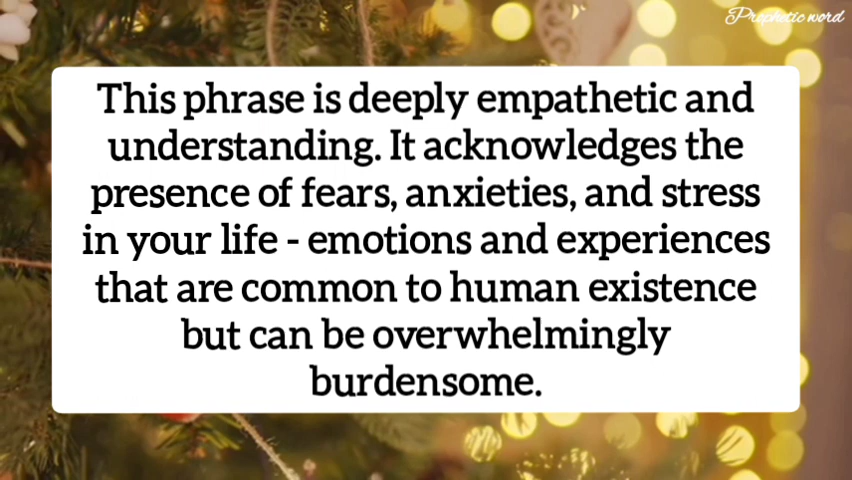 Prophetic word
This phrase is deeply empathetic and
understanding. It acknowledges the
presence of fears, anxieties, and stress
in your life - emotions and experiences
that are common to human existence
but can be overwhelmingly
burdensome.